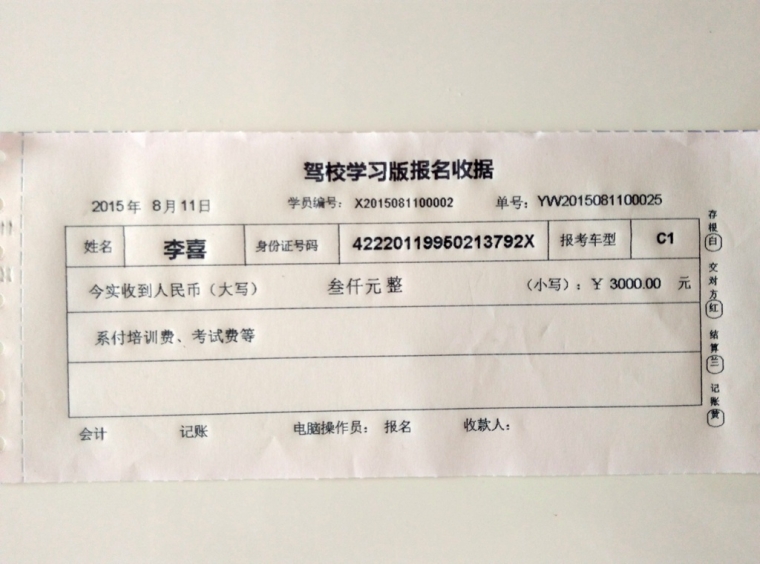 驾校学习版报名收据
2015年 8月11日 学员编号: X2015081100002 单号: YW2015081100025
姓名 李喜 身份证号码 42220119950213792X 报考车型 C1
今实收到人民币（大写） 叁仟元整 （小写）: ￥ 3000.00 元
系付培训费、考试费等
会计 记账 电脑操作员: 报名 收款人:
存根白 交对方红 结算兰 记账黄